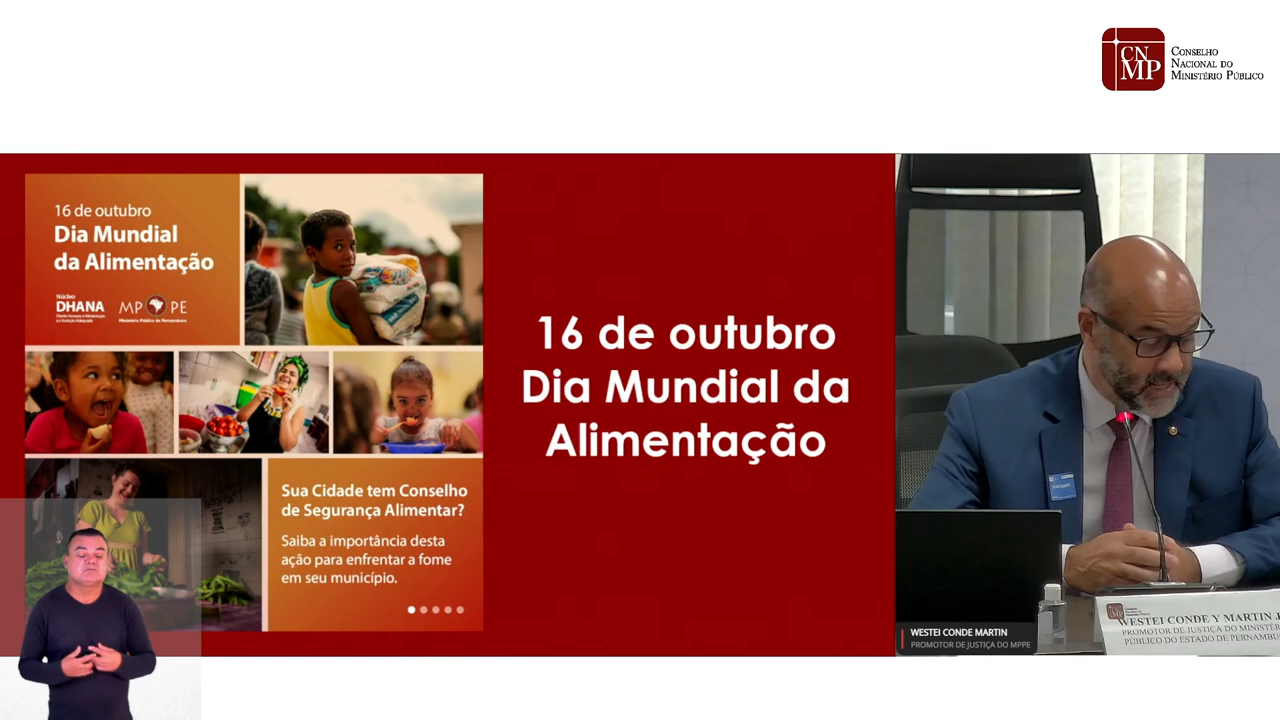 CN
MP
CONSELHO
NACIONAL DO
MINISTÉRIO PÚBLICO
16 de outubro
Dia Mundial
da Alimentação
Núcleo
DHANA
MP PE
Ministério Público de Pernambuco
Sua Cidade tem Conselho
de Segurança Alimentar?
Saiba a importância desta
ação para enfrentar a fome
em seu município.
16 de outubro
Dia Mundial da
Alimentação
WESTEI CONDE Y MARTIN J
PROMOTOR DE JUSTIÇA DO MINISTÉR
PÚBLICO DO ESTADO DE PERNAMBU
WESTEI CONDE MARTIN
PROMOTOR DE JUSTIÇA DO MPPE